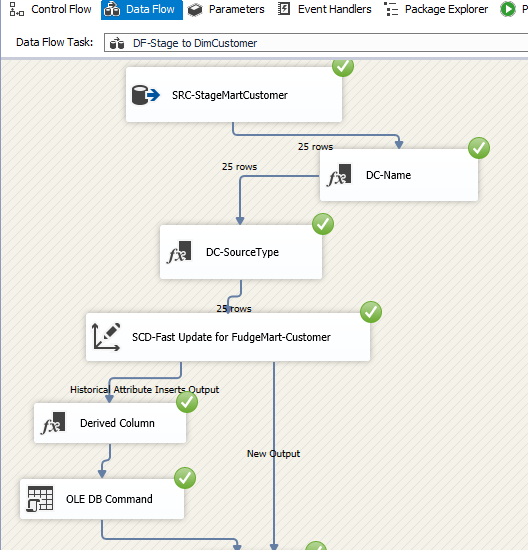 Control Flow Data Flow Parameters Event Handlers Package Explorer
Data Flow Task: DF-Stage to DimCustomer
SRC-StageMartCustomer
25 rows
25 rows
DC-Name
DC-SourceType
25 rows
SCD-Fast Update for FudgeMart-Customer
Historical Attribute Inserts Output
Derived Column
New Output
OLE DB Command